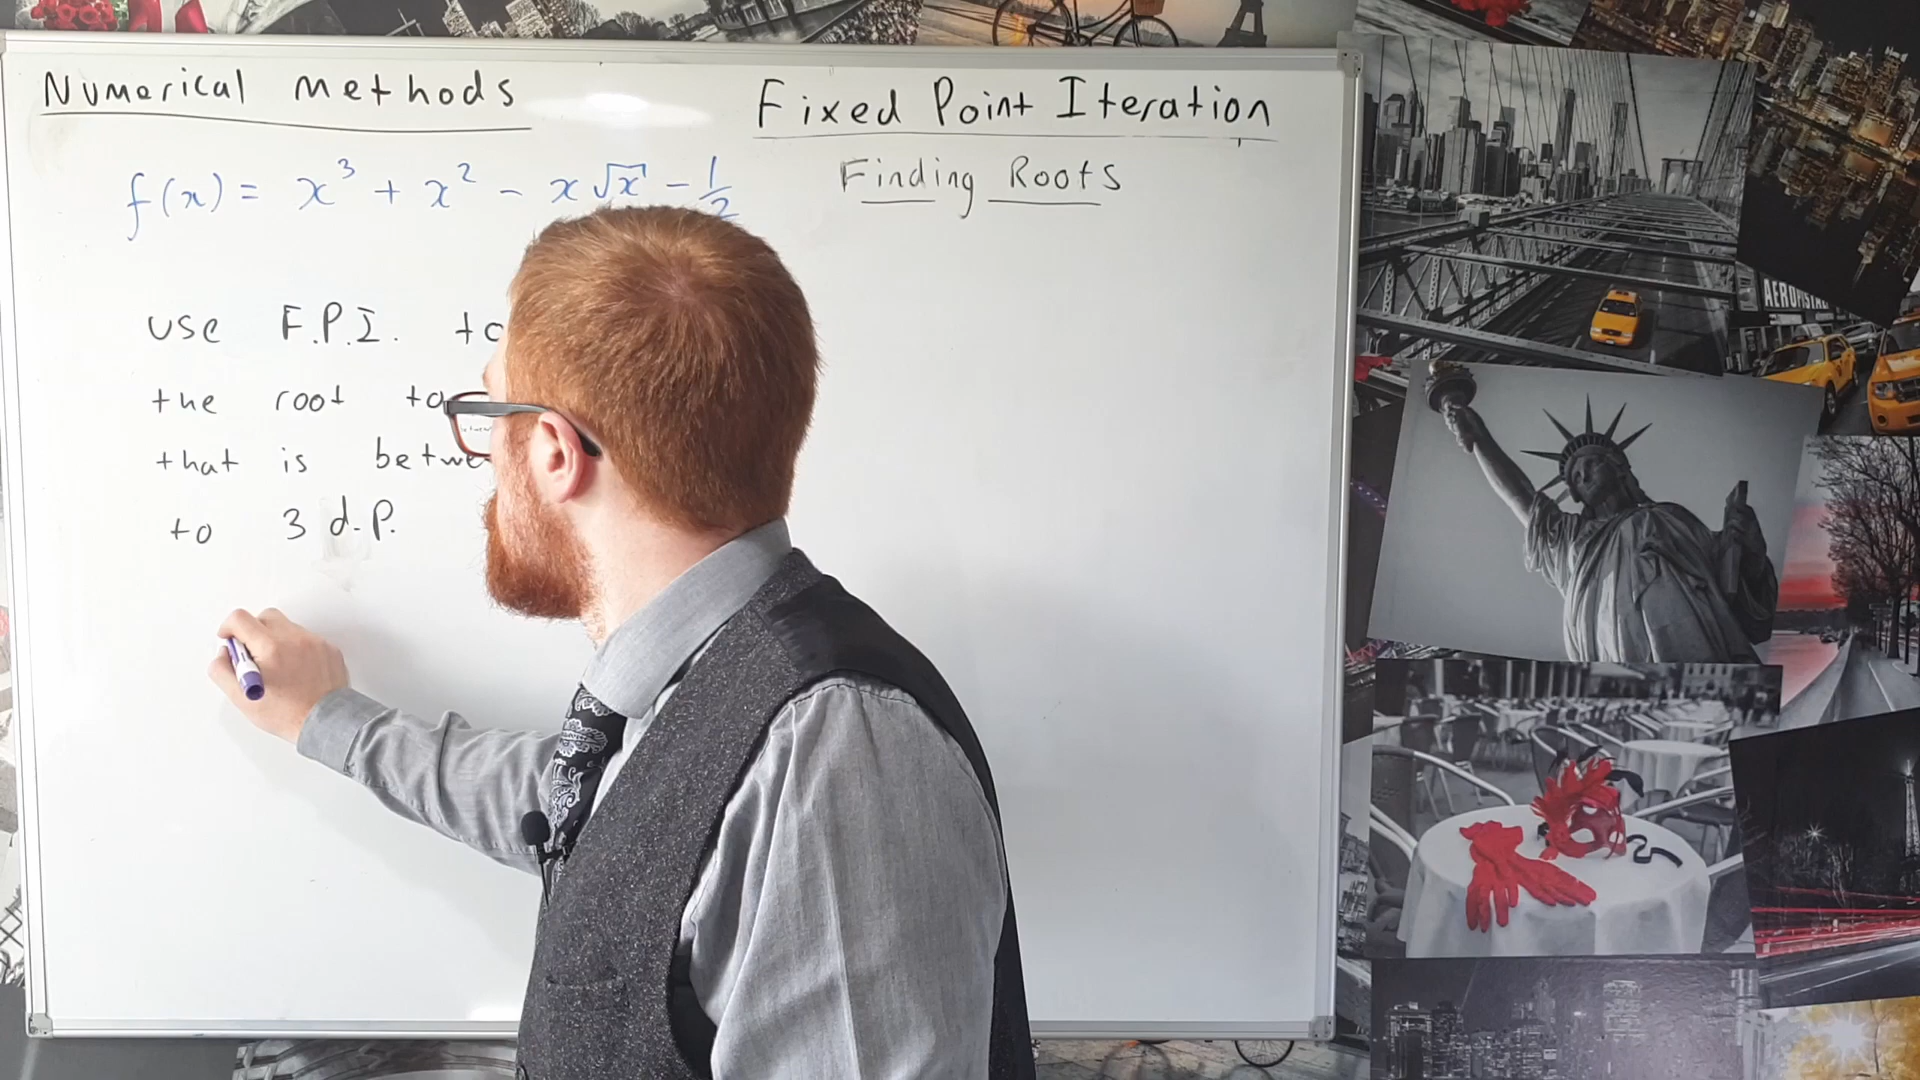 Numerical methods
Fixed Point Iteration
Finding Roots
f(x) = x³ + x² - x√x - 1/2
use F.P.I. to
the root to
that is
to 3 d.p.
AEROPOSTAL